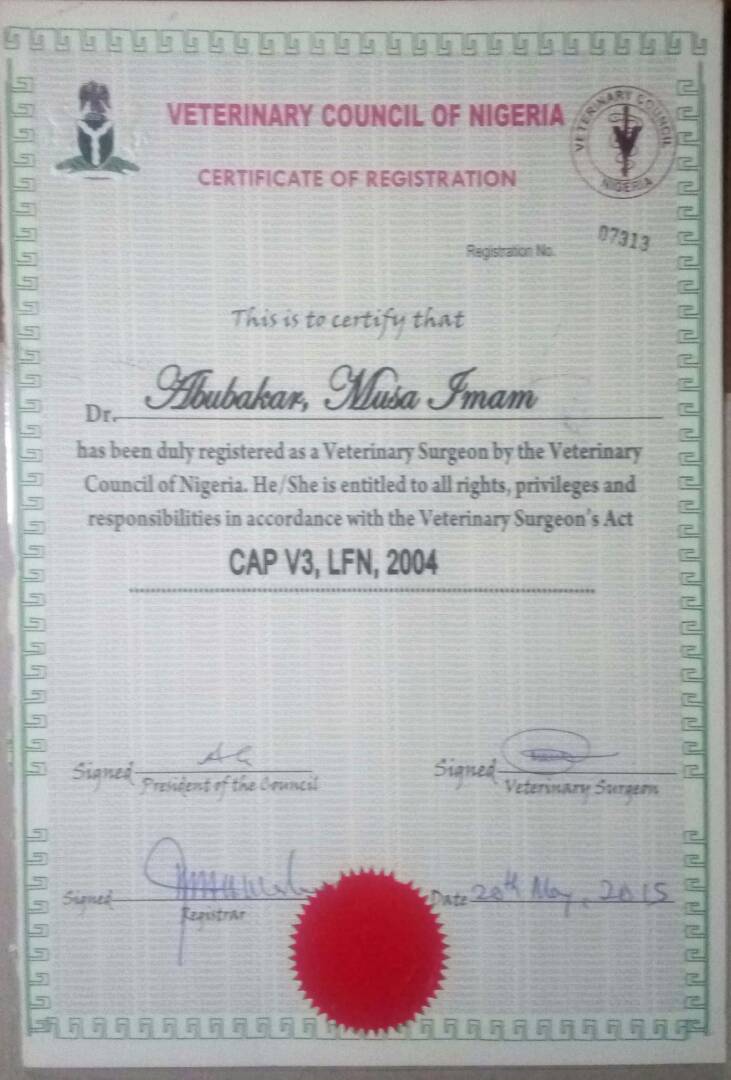 VETERINARY COUNCIL OF NIGERIA
VETERINARY COUNCIL
NIGERIA
CERTIFICATE OF REGISTRATION
Registration No. 07313
This is to certify that
Dr. Abubakar, Musa Imam
has been duly registered as a Veterinary Surgeon by the Veterinary
Council of Nigeria. He/She is entitled to all rights, privileges and
responsibilities in accordance with the Veterinary Surgeon's Act
CAP V3, LFN, 2004
Signed
President of the Council
Signed
Veterinary Surgeon
Signed
Registrar
Date 20th May, 2015